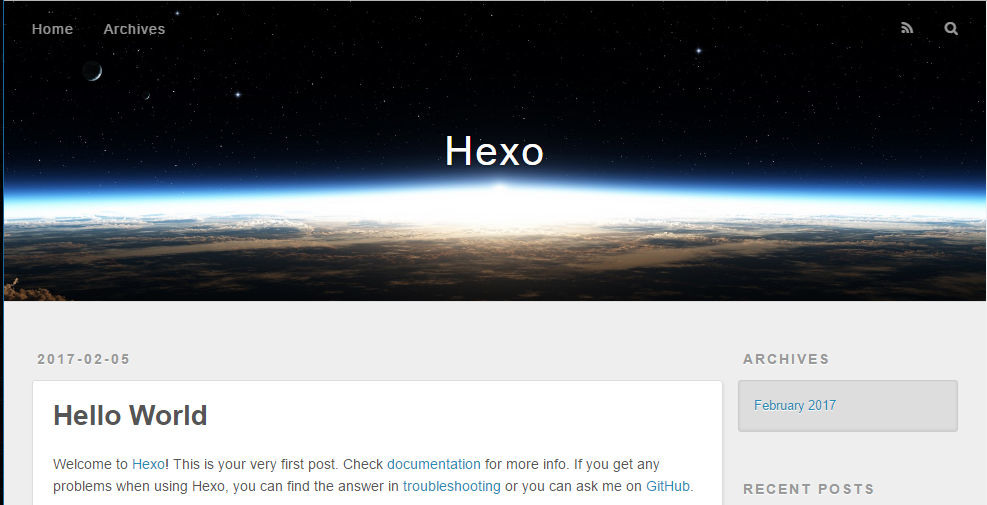 Home Archives
Hexo
2017-02-05
Hello World
Welcome to Hexo! This is your very first post. Check documentation for more info. If you get any
problems when using Hexo, you can find the answer in troubleshooting or you can ask me on GitHub.
ARCHIVES
February 2017
RECENT POSTS